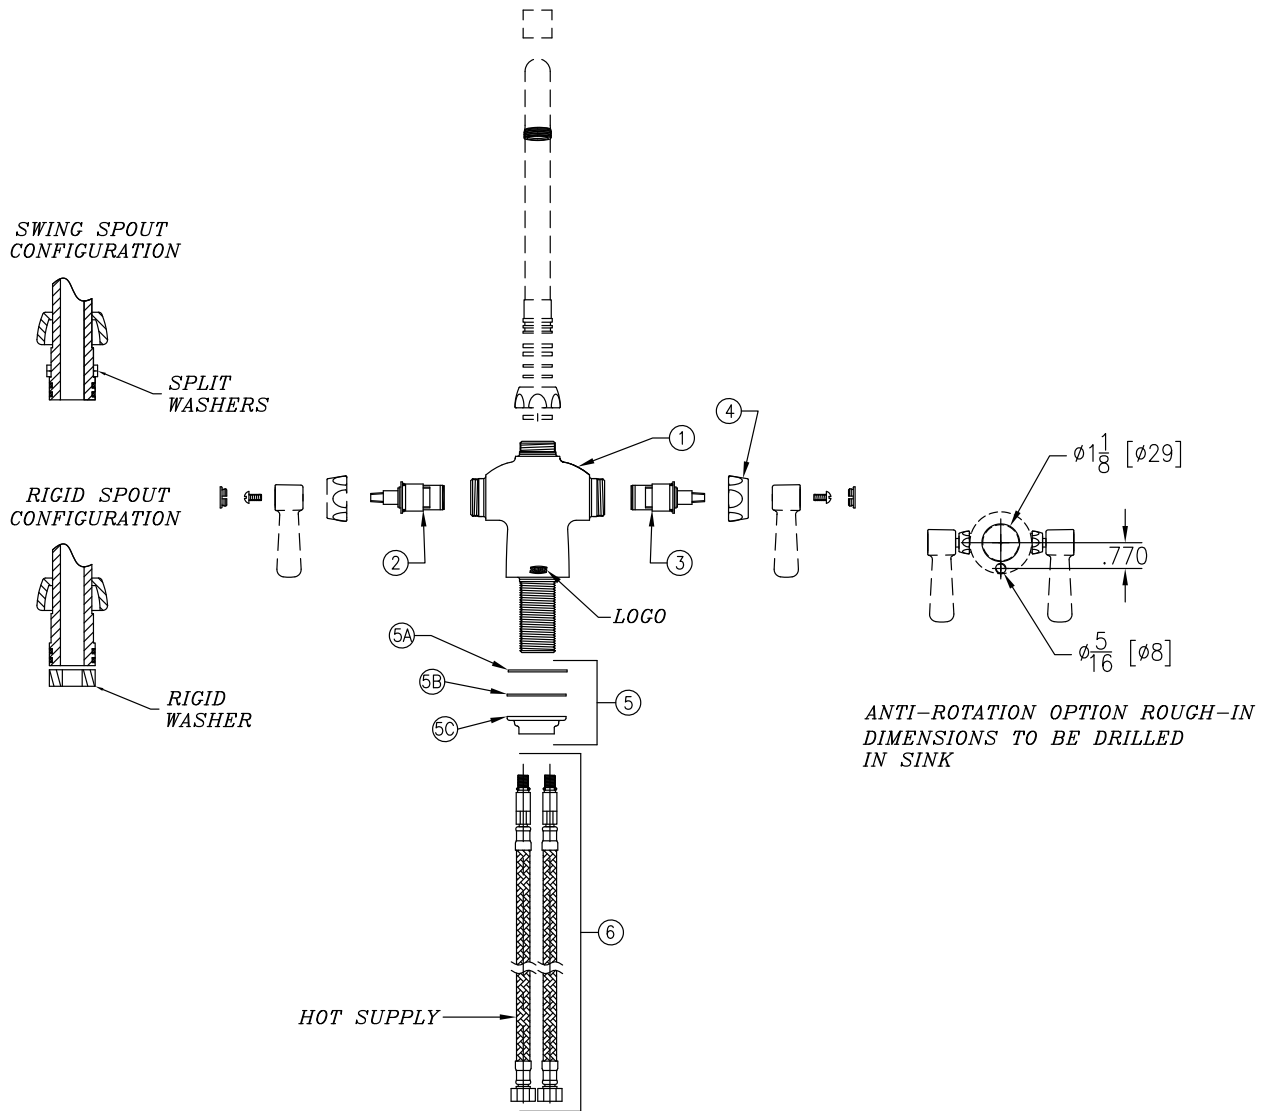 SWING SPOUT
CONFIGURATION
SPLIT
WASHERS
RIGID SPOUT
CONFIGURATION
RIGID
WASHER
1
4
2
3
LOGO
5A
5B
5
5C
6
HOT SUPPLY
ø1 1/8 [ø29]
.770
ø5/16 [ø8]
ANTI-ROTATION OPTION ROUGH-IN
DIMENSIONS TO BE DRILLED
IN SINK